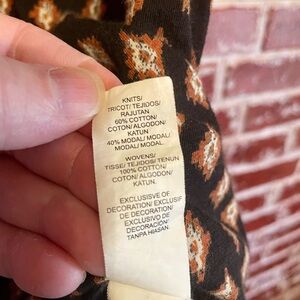 KNITS/
TRICOT/TEJIDOS/
RAJUTAN
60% COTTON/
COTON/ALGODON/
KATUN
40% MODAL/MODAL/
MODAL/MODAL.
WOVENS/
TISSE/TEJIDOS/TENUN
100% COTTON/
COTON/ALGODON/
KATUN.
EXCLUSIVE OF
DECORATION/EXCLUSIF
DE DECORATION/
EXCLUSIVO DE
DECORACION/
TANPA HIASAN.